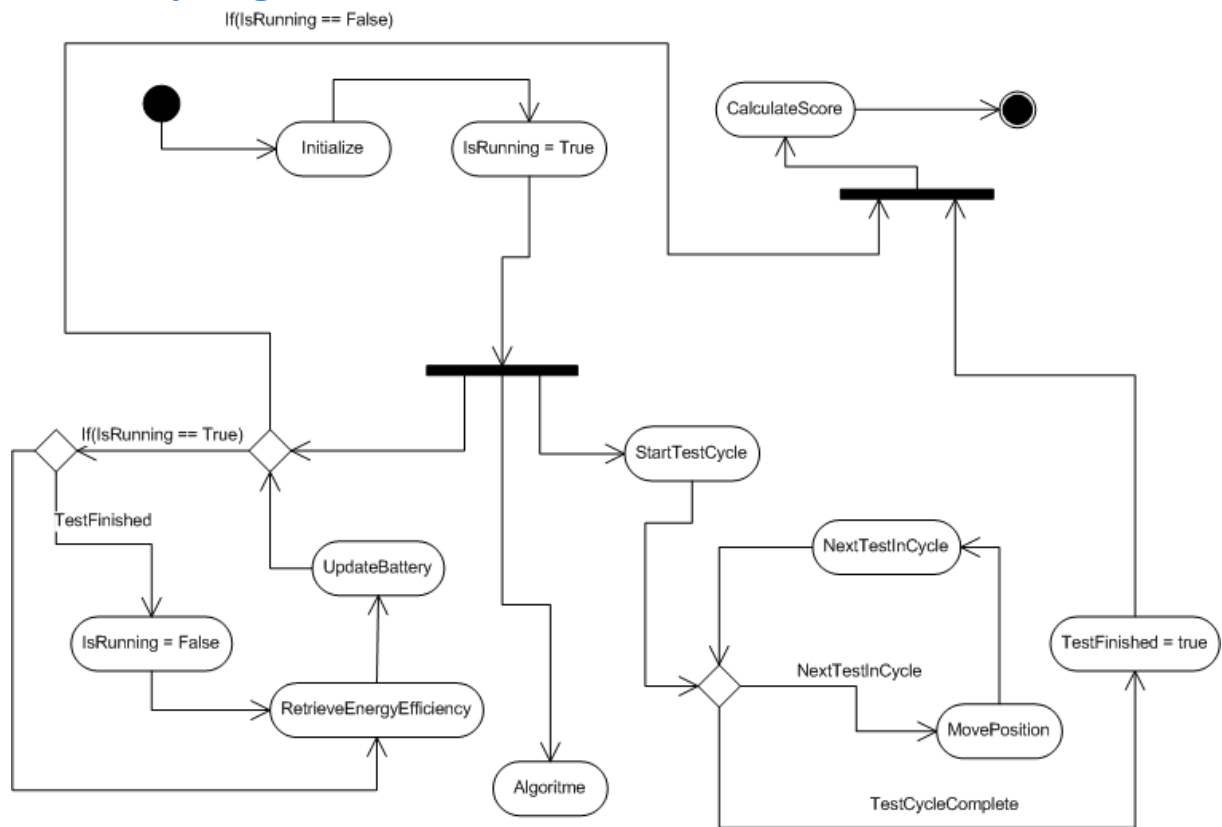 If(IsRunning == False)
CalculateScore
Initialize
IsRunning = True
If(IsRunning == True)
StartTestCycle
TestFinished
UpdateBattery
NextTestInCycle
IsRunning = False
TestFinished = true
NextTestInCycle
RetrieveEnergyEfficiency
MovePosition
Algoritme
TestCycleComplete